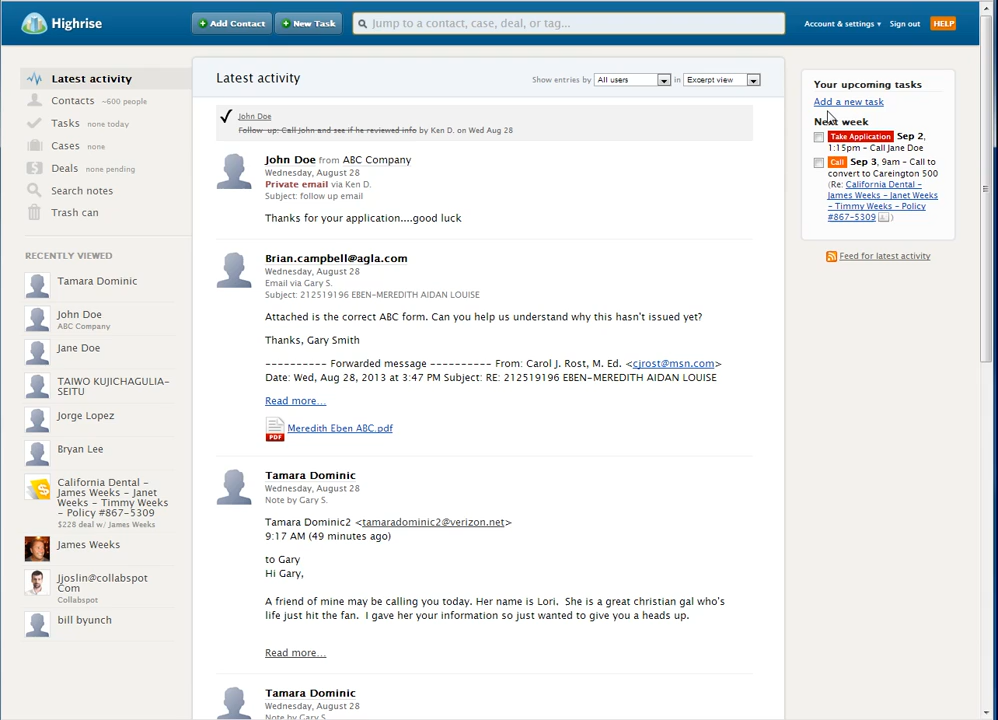 Highrise
Add Contact
New Task
Jump to a contact, case, deal, or tag...
Account & settings
Sign out
HELP
Latest activity
Contacts ~600 people
Tasks none today
Cases none
Deals none pending
Search notes
Trash can
RECENTLY VIEWED
Tamara Dominic
John Doe
ABC Company
Jane Doe
TAIWO KUJICHAGULIA-
SEITU
Jorge Lopez
Bryan Lee
California Dental –
James Weeks – Janet
Weeks – Timmy Weeks
– Policy #867-5309
$228 deal w/ James Weeks
James Weeks
Jjoslin@collabspot
Com
Collabspot
bill byunch
Latest activity
Show entries by All users in Excerpt view
John Doe
Follow-up: Call John and see if he reviewed info by Ken D. on Wed Aug 28
John Doe from ABC Company
Wednesday, August 28
Private email via Ken D.
Subject: follow up email
Thanks for your application....good luck
Brian.campbell@agla.com
Wednesday, August 28
Email via Gary S.
Subject: 212519196 EBEN-MEREDITH AIDAN LOUISE
Attached is the correct ABC form. Can you help us understand why this hasn't issued yet?
Thanks, Gary Smith
---------- Forwarded message ---------- From: Carol J. Rost, M. Ed. <cjrost@msn.com>
Date: Wed, Aug 28, 2013 at 3:47 PM Subject: RE: 212519196 EBEN-MEREDITH AIDAN LOUISE
Read more...
PDF
Meredith Eben ABC.pdf
Tamara Dominic
Wednesday, August 28
Note by Gary S.
Tamara Dominic2 <tamaradominic2@verizon.net>
9:17 AM (49 minutes ago)
to Gary
Hi Gary,
A friend of mine may be calling you today. Her name is Lori. She is a great christian gal who's
life just hit the fan. I gave her your information so just wanted to give you a heads up.
Read more...
Tamara Dominic
Wednesday, August 28
Note by Gary S.
Your upcoming tasks
Add a new task
Next week
Take Application Sep 2,
1:15pm – Call Jane Doe
Call Sep 3, 9am – Call to
convert to Careington 500
(Re: California Dental –
James Weeks – Janet Weeks
– Timmy Weeks – Policy
#867-5309 )
Feed for latest activity